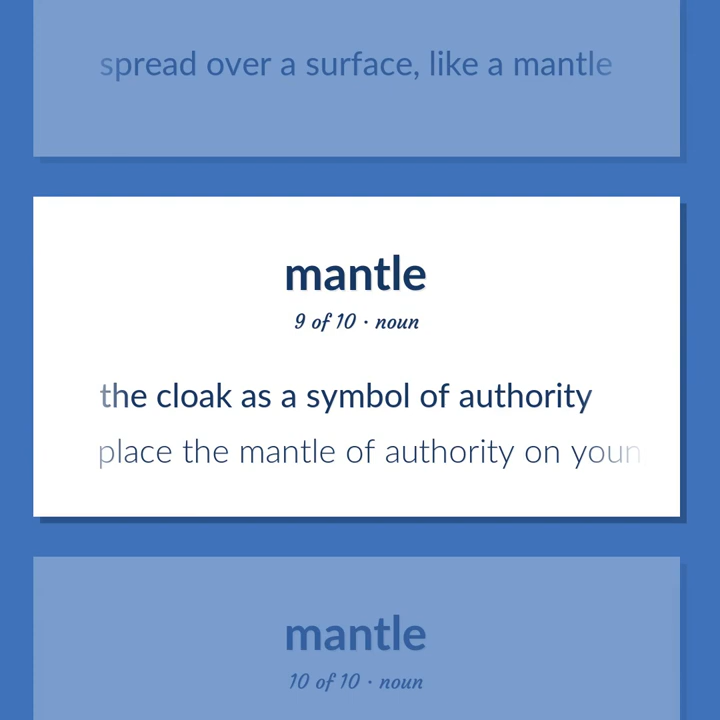 spread over a surface, like a mantle
mantle
9 of 10 · noun
the cloak as a symbol of authority
place the mantle of authority on youn
mantle
10 of 10 · noun